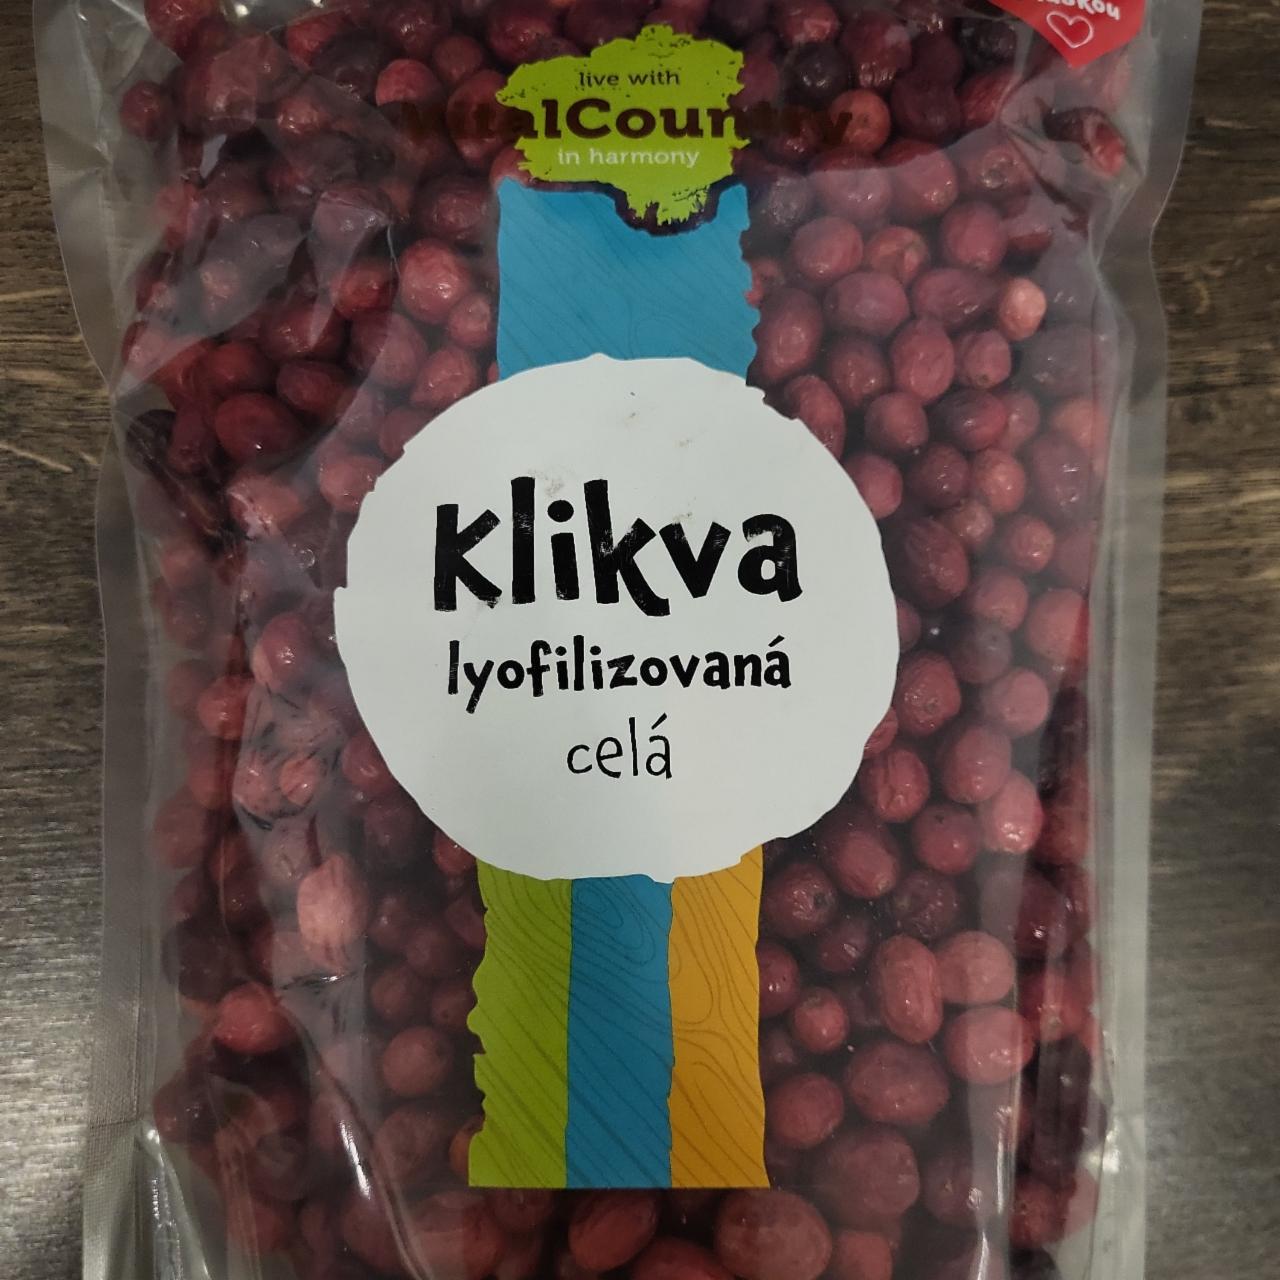 live with
VitalCountry
in harmony
klikva
lyofilizovaná
celá